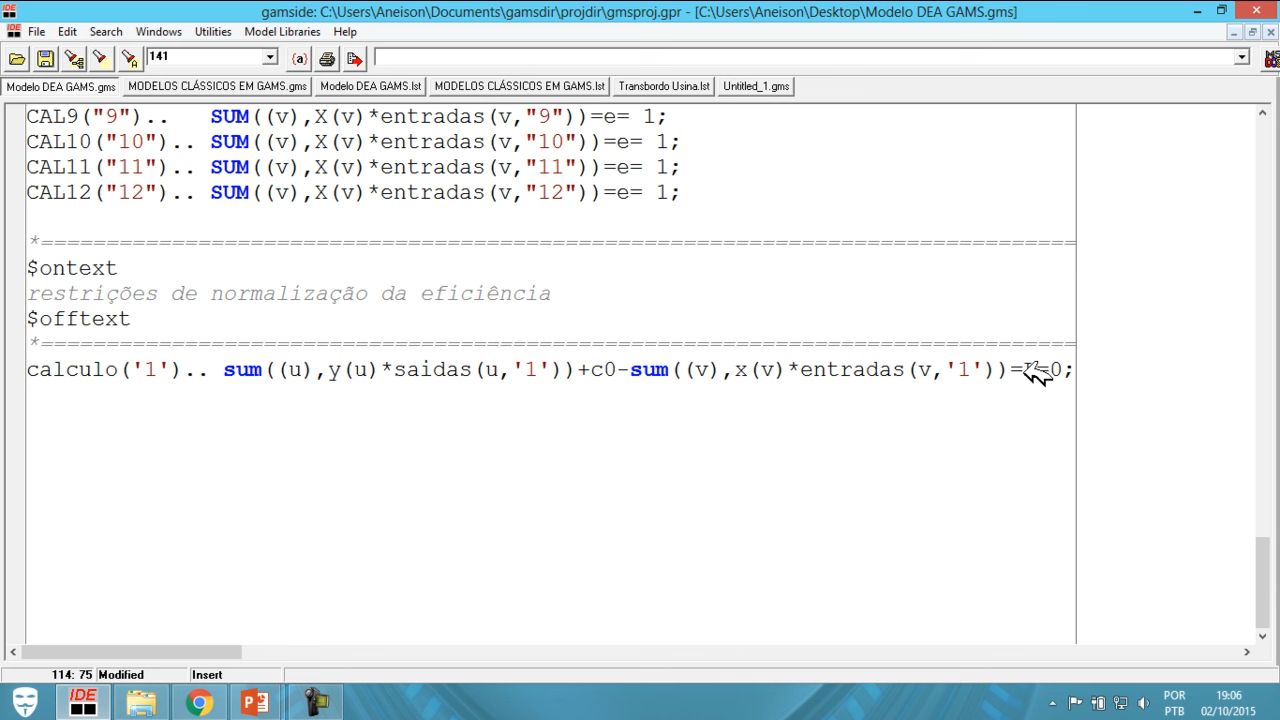 gamside: C:\Users\Aneison\Documents\gamsdir\projdir\gmsproj.gpr - [C:\Users\Aneison\Desktop\Modelo DEA GAMS.gms]
IDE File Edit Search Windows Utilities Model Libraries Help
141 {a}
Modelo DEA GAMS.gms MODELOS CLÁSSICOS EM GAMS.gms Modelo DEA GAMS.lst MODELOS CLÁSSICOS EM GAMS.lst Transbordo Usina.lst Untitled_1.gms
CAL9("9").. SUM((v),X(v)*entradas(v,"9"))=e= 1;
CAL10("10").. SUM((v),X(v)*entradas(v,"10"))=e= 1;
CAL11("11").. SUM((v),X(v)*entradas(v,"11"))=e= 1;
CAL12("12").. SUM((v),X(v)*entradas(v,"12"))=e= 1;
*===============================================================================
$ontext
restrições de normalização da eficiência
$offtext
*===============================================================================
calculo('1').. sum((u),y(u)*saidas(u,'1'))+c0-sum((v),x(v)*entradas(v,'1'))= =0;
114: 75 Modified Insert
IDE POR 19:06
PTB 02/10/2015